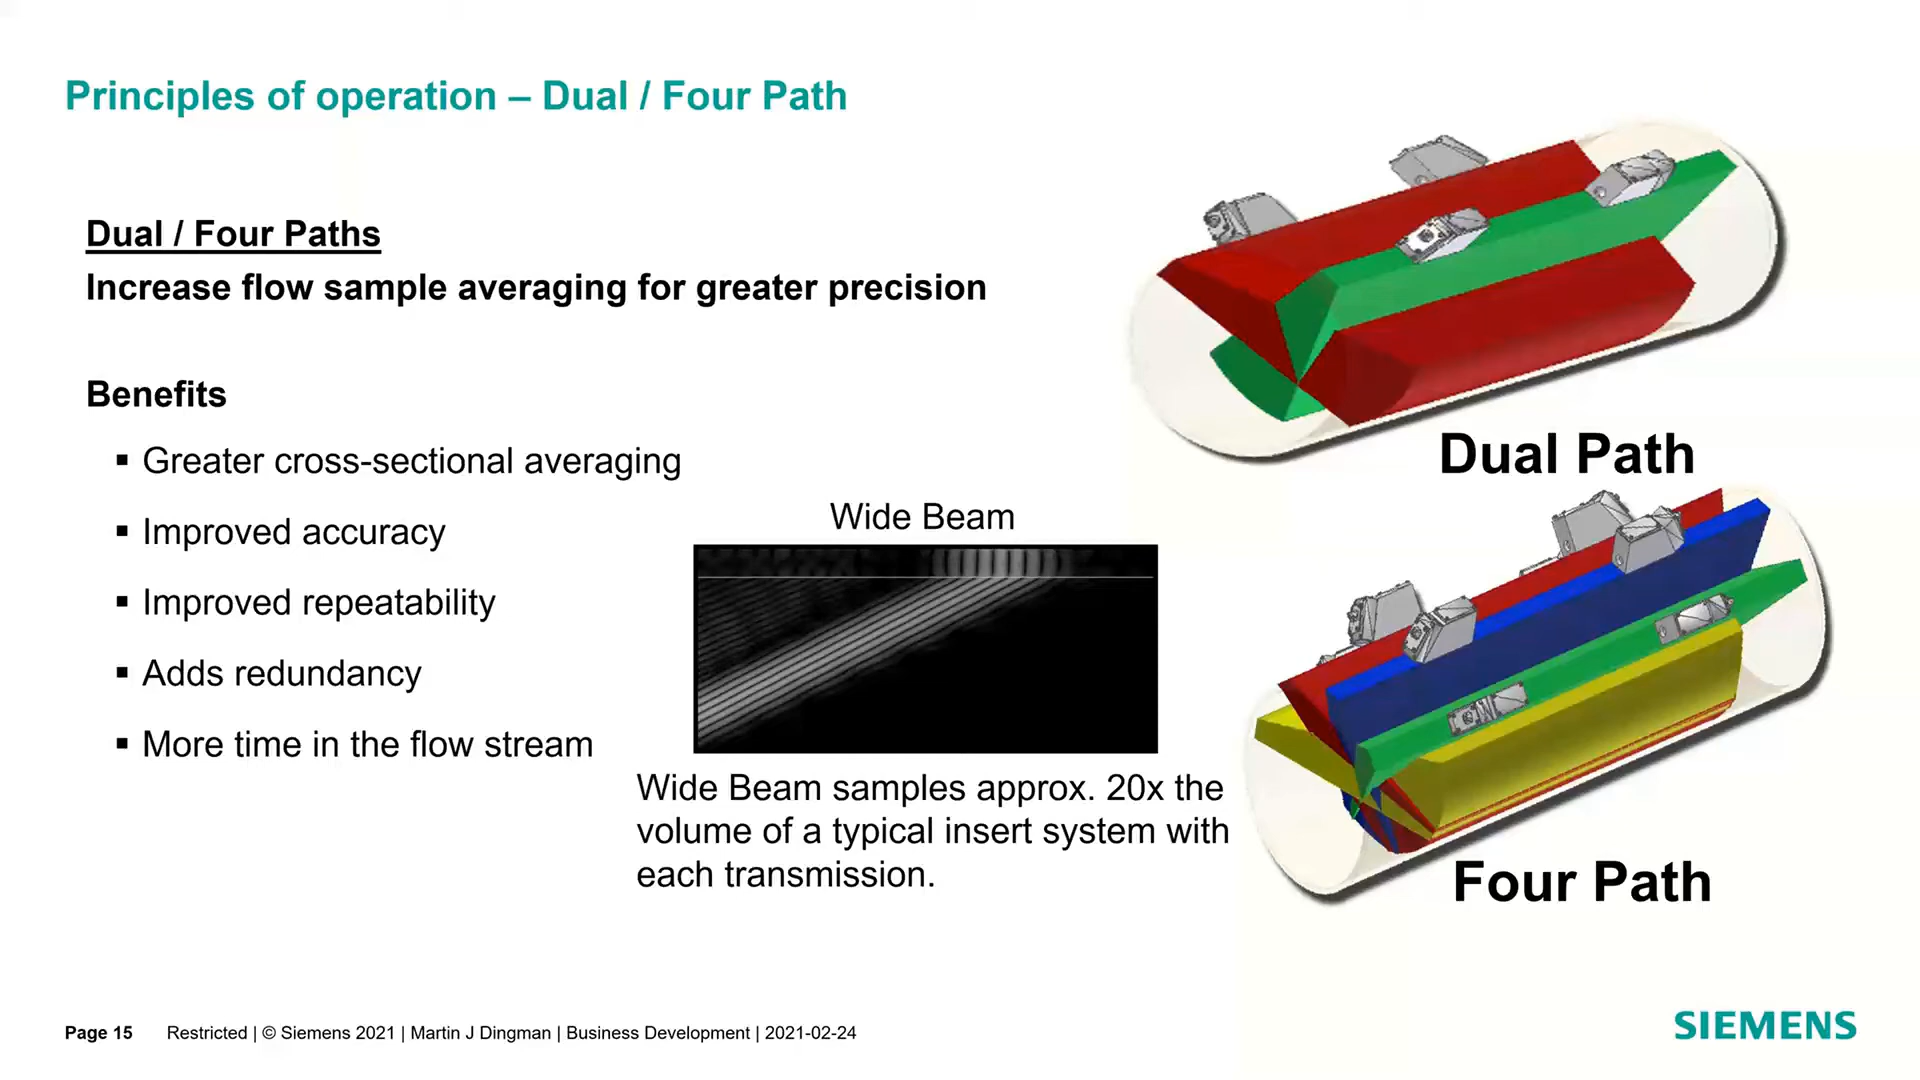 Principles of operation – Dual / Four Path
Dual / Four Paths
Increase flow sample averaging for greater precision
Benefits
▪ Greater cross-sectional averaging
▪ Improved accuracy
▪ Improved repeatability
▪ Adds redundancy
▪ More time in the flow stream
Wide Beam
Wide Beam samples approx. 20x the
volume of a typical insert system with
each transmission.
Dual Path
Four Path
Page 15 Restricted | © Siemens 2021 | Martin J Dingman | Business Development | 2021-02-24
SIEMENS